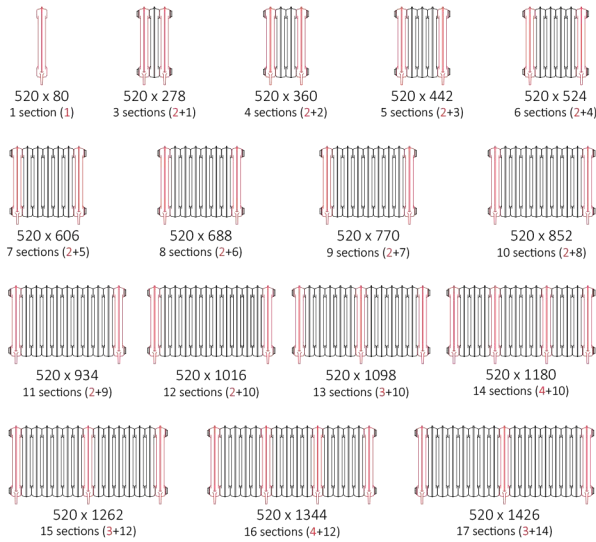 520 x 80
1 section (1)
520 x 278
3 sections (2+1)
520 x 360
4 sections (2+2)
520 x 442
5 sections (2+3)
520 x 524
6 sections (2+4)
520 x 606
7 sections (2+5)
520 x 688
8 sections (2+6)
520 x 770
9 sections (2+7)
520 x 852
10 sections (2+8)
520 x 934
11 sections (2+9)
520 x 1016
12 sections (2+10)
520 x 1098
13 sections (3+10)
520 x 1180
14 sections (4+10)
520 x 1262
15 sections (3+12)
520 x 1344
16 sections (4+12)
520 x 1426
17 sections (3+14)